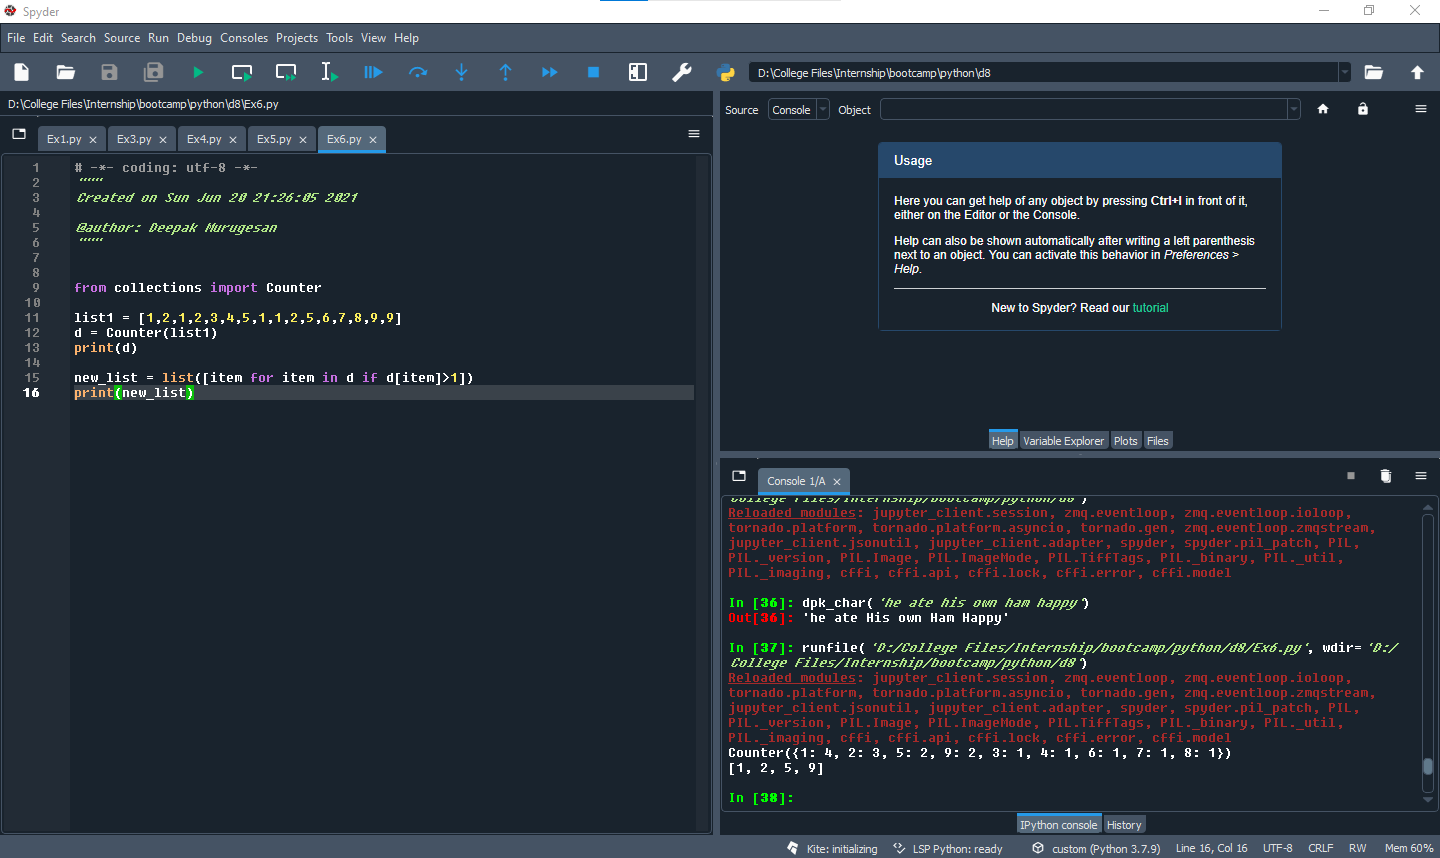 Spyder
File Edit Search Source Run Debug Consoles Projects Tools View Help
D:\College Files\Internship\bootcamp\python\d8
D:\College Files\Internship\bootcamp\python\d8\Ex6.py
Ex1.py Ex3.py Ex4.py Ex5.py Ex6.py
1 # -*- coding: utf-8 -*-
2 """
3 Created on Sun Jun 20 21:26:05 2021
4
5 @author: Deepak Murugesan
6 """
7
8
9 from collections import Counter
10
11 list1 = [1,2,1,2,3,4,5,1,1,2,5,6,7,8,9,9]
12 d = Counter(list1)
13 print(d)
14
15 new_list = list([item for item in d if d[item]>1])
16 print(new_list)
Source Console Object
Usage
Here you can get help of any object by pressing Ctrl+I in front of it,
either on the Editor or the Console.
Help can also be shown automatically after writing a left parenthesis
next to an object. You can activate this behavior in Preferences >
Help.
New to Spyder? Read our tutorial
Help Variable Explorer Plots Files
Console 1/A
College Files/Internship/bootcamp/python/d8')
Reloaded modules: jupyter_client.session, zmq.eventloop, zmq.eventloop.ioloop,
tornado.platform, tornado.platform.asyncio, tornado.gen, zmq.eventloop.zmqstream,
jupyter_client.jsonutil, jupyter_client.adapter, spyder, spyder.pil_patch, PIL,
PIL._version, PIL.Image, PIL.ImageMode, PIL.TiffTags, PIL._binary, PIL._util,
PIL._imaging, cffi, cffi.api, cffi.lock, cffi.error, cffi.model
In [36]: dpk_char('he ate his own ham happy')
Out[36]: 'he ate His own Ham Happy'
In [37]: runfile('D:/College Files/Internship/bootcamp/python/d8/Ex6.py', wdir='D:/
College Files/Internship/bootcamp/python/d8')
Reloaded modules: jupyter_client.session, zmq.eventloop, zmq.eventloop.ioloop,
tornado.platform, tornado.platform.asyncio, tornado.gen, zmq.eventloop.zmqstream,
jupyter_client.jsonutil, jupyter_client.adapter, spyder, spyder.pil_patch, PIL,
PIL._version, PIL.Image, PIL.ImageMode, PIL.TiffTags, PIL._binary, PIL._util,
PIL._imaging, cffi, cffi.api, cffi.lock, cffi.error, cffi.model
Counter({1: 4, 2: 3, 5: 2, 9: 2, 3: 1, 4: 1, 6: 1, 7: 1, 8: 1})
[1, 2, 5, 9]
In [38]:
IPython console History
Kite: initializing LSP Python: ready custom (Python 3.7.9) Line 16, Col 16 UTF-8 CRLF RW Mem 60%